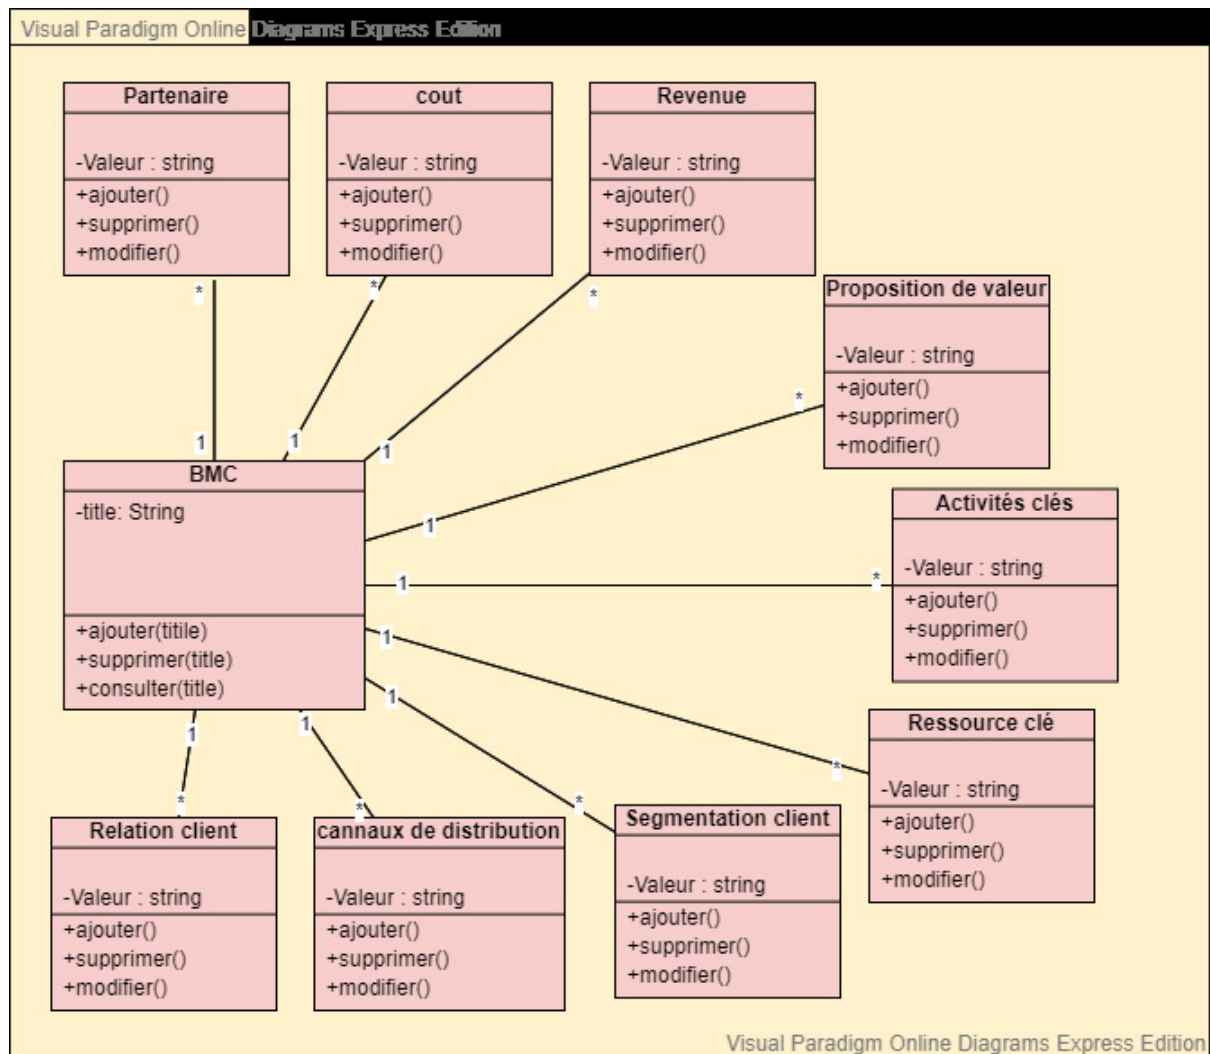 Visual Paradigm Online Diagrams Express Edition
Partenaire
-Valeur : string
+ajouter()
+supprimer()
+modifier()
cout
-Valeur : string
+ajouter()
+supprimer()
+modifier()
Revenue
-Valeur : string
+ajouter()
+supprimer()
+modifier()
*
*
*
Proposition de valeur
-Valeur : string
+ajouter()
+supprimer()
+modifier()
*
1
1
1
BMC
-title: String
+ajouter(titile)
+supprimer(title)
+consulter(title)
1
1
*
Activités clés
-Valeur : string
+ajouter()
+supprimer()
+modifier()
1
1
1
1
*
Ressource clé
-Valeur : string
+ajouter()
+supprimer()
+modifier()
*
*
*
Relation client
-Valeur : string
+ajouter()
+supprimer()
+modifier()
cannaux de distribution
-Valeur : string
+ajouter()
+supprimer()
+modifier()
Segmentation client
-Valeur : string
+ajouter()
+supprimer()
+modifier()
Visual Paradigm Online Diagrams Express Edition